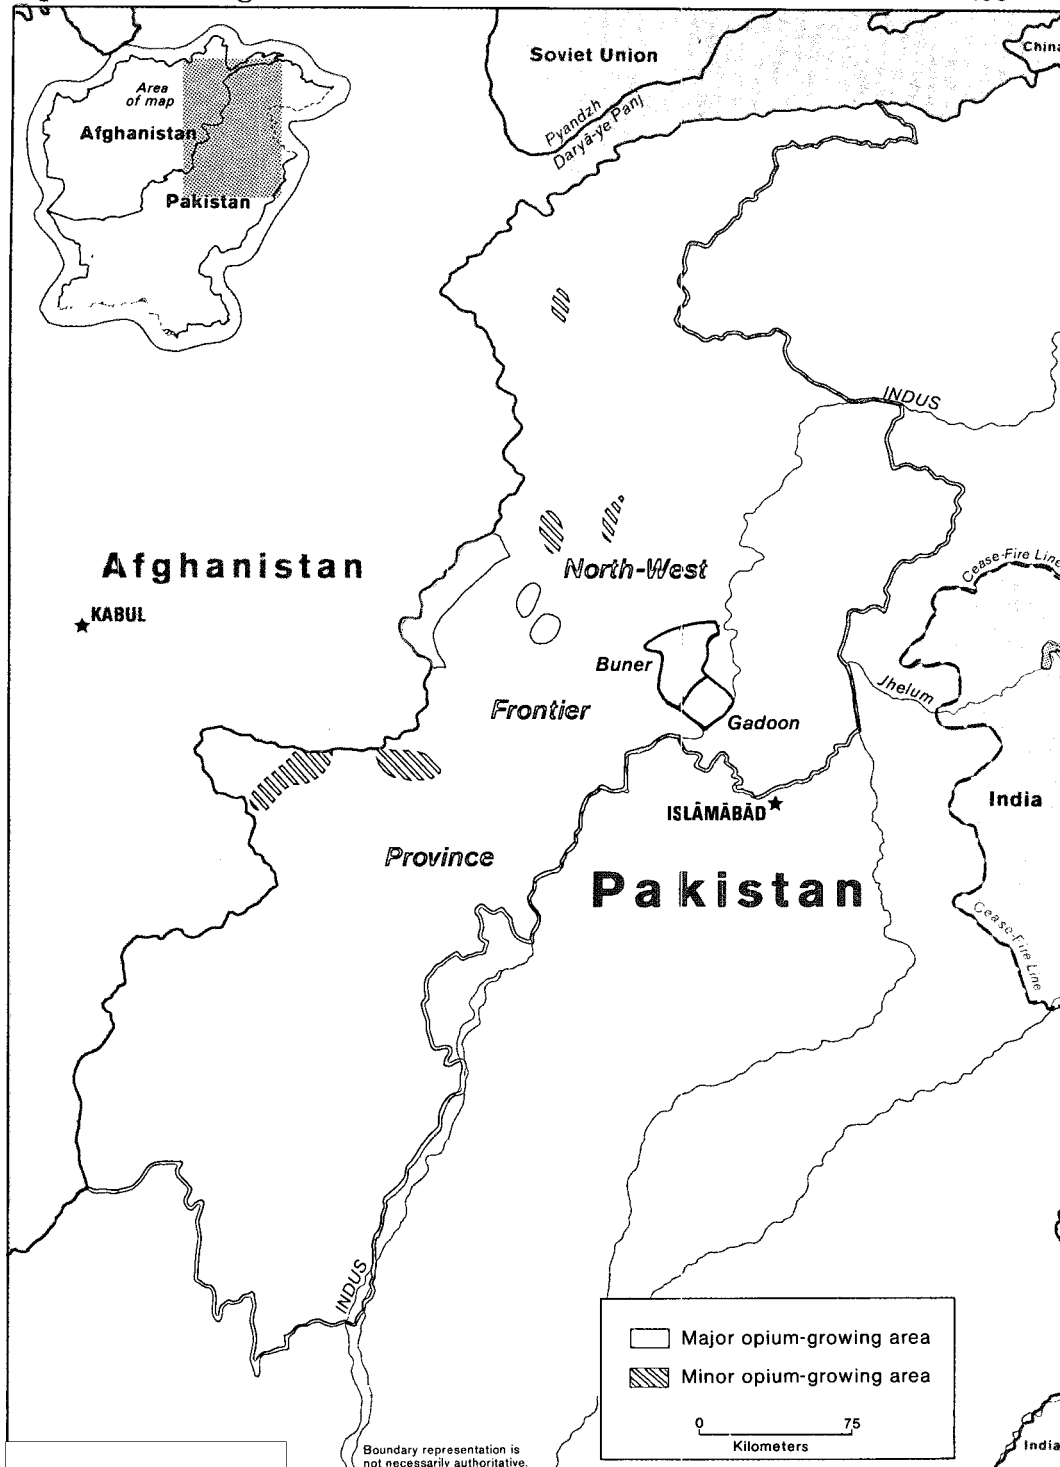 Soviet Union
China
Area
of map
Afghanistan
Pakistan
Pyandzh
Daryâ-ye Panj
INDUS
Afghanistan
KABUL
North-West
Cease-Fire Line
Buner
Jhelum
Frontier
Gadoon
ISLĀMĀBĀD
India
Province
Pakistan
Cease-Fire Line
INDUS
Major opium-growing area
Minor opium-growing area
0 75
Kilometers
India
Boundary representation is
not necessarily authoritative.